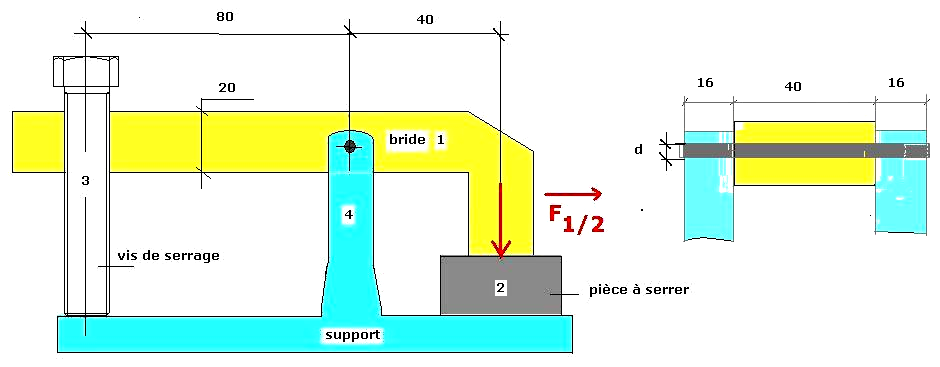 80
40
20
bride 1
3
4
F1/2
vis de serrage
2
pièce à serrer
support
16
40
16
d